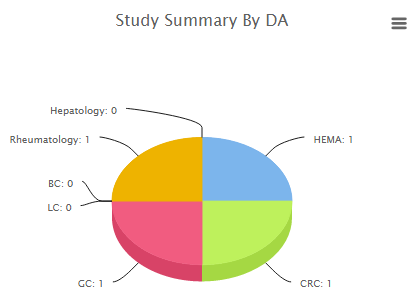 Study Summary By DA
Hepatology: 0
Rheumatology: 1
HEMA: 1
BC: 0
LC: 0
GC: 1
CRC: 1